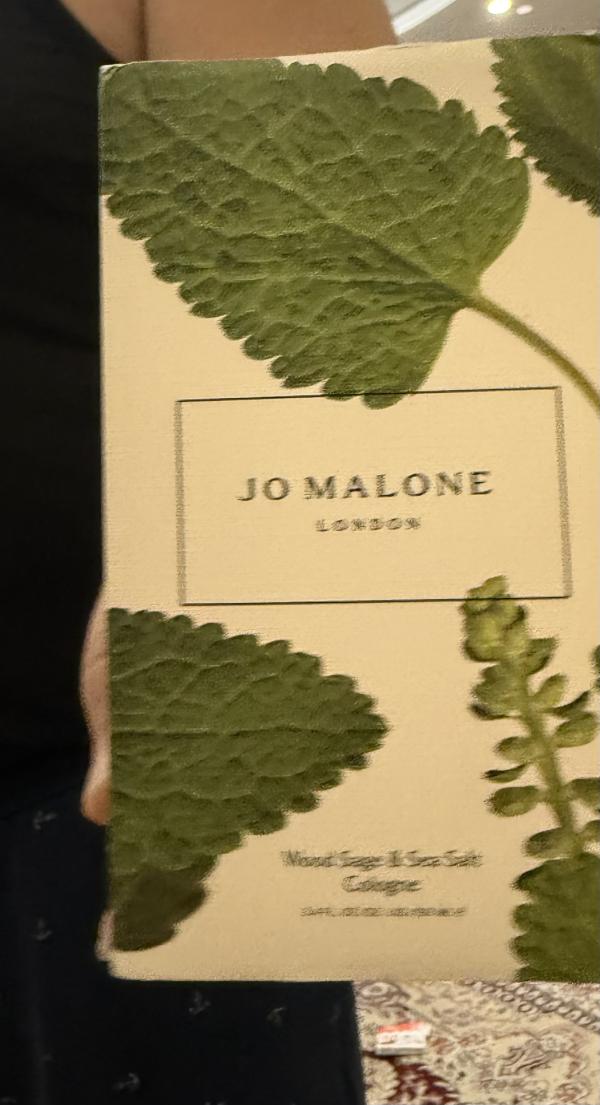 JO MALONE
LONDON
Wood Sage & Sea Salt
Cologne